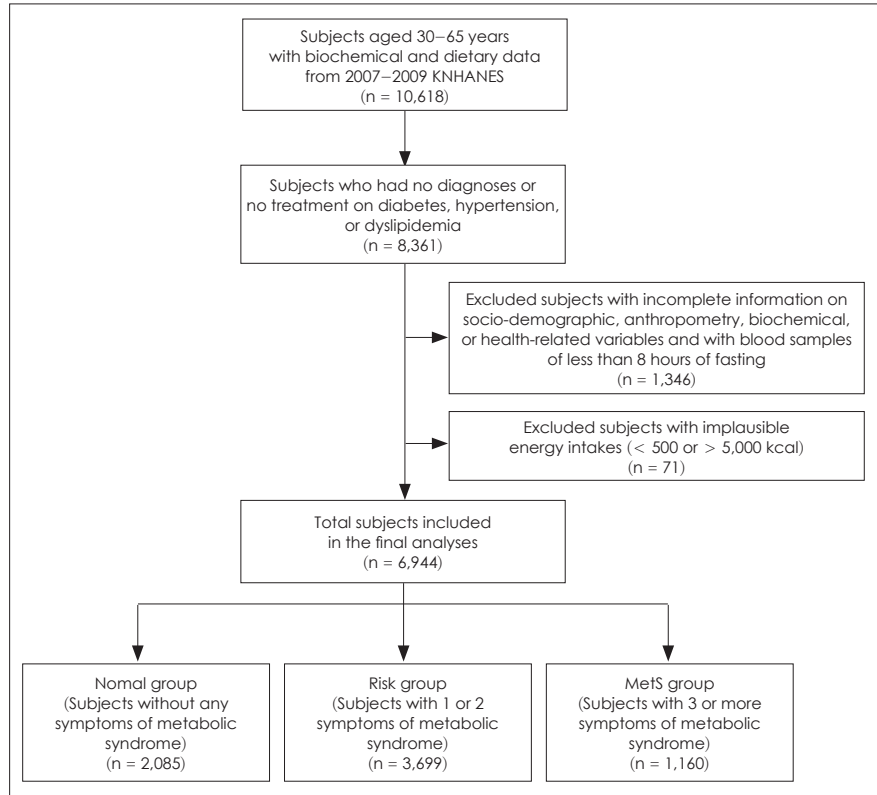 Subjects aged 30–65 years
with biochemical and dietary data
from 2007–2009 KNHANES
(n = 10,618)
Subjects who had no diagnoses or
no treatment on diabetes, hypertension,
or dyslipidemia
(n = 8,361)
Excluded subjects with incomplete information on
socio-demographic, anthropometry, biochemical,
or health-related variables and with blood samples
of less than 8 hours of fasting
(n = 1,346)
Excluded subjects with implausible
energy intakes (< 500 or > 5,000 kcal)
(n = 71)
Total subjects included
in the final analyses
(n = 6,944)
Nomal group
(Subjects without any
symptoms of metabolic
syndrome)
n = 2,085)
Risk group
(Subjects with 1 or 2
symptoms of metabolic
syndrome)
n = 3,699)
MetS group
(Subjects with 3 or more
symptoms of metabolic
syndrome)
n = 1,160)